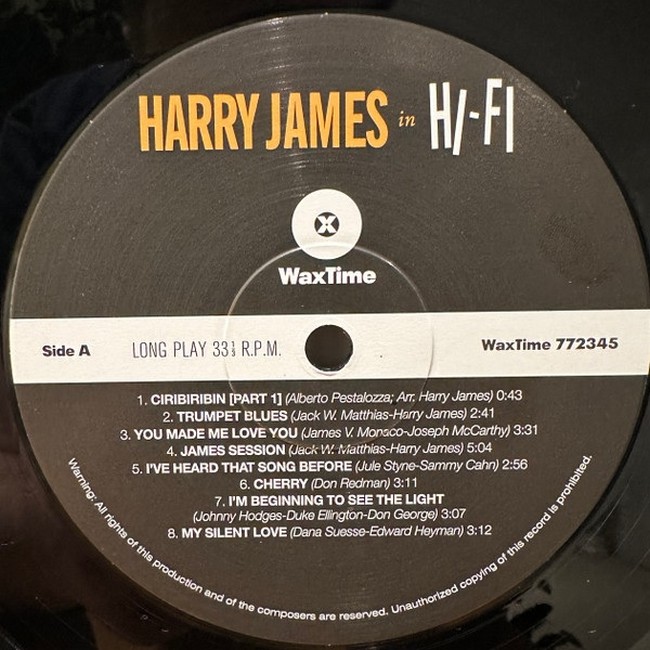 HARRY JAMES in HI-FI
X
WaxTime
Side A
LONG PLAY 33⅓ R.P.M.
WaxTime 772345
1. CIRIBIRIBIN [PART 1] (Alberto Pestalozza; Arr. Harry James) 0:43
2. TRUMPET BLUES (Jack W. Matthias-Harry James) 2:41
3. YOU MADE ME LOVE YOU (James V. Monaco-Joseph McCarthy) 3:31
4. JAMES SESSION (Jack W. Matthias-Harry James) 5:04
5. I'VE HEARD THAT SONG BEFORE (Jule Styne-Sammy Cahn) 2:56
6. CHERRY (Don Redman) 3:11
7. I'M BEGINNING TO SEE THE LIGHT
(Johnny Hodges-Duke Ellington-Don George) 3:07
8. MY SILENT LOVE (Dana Suesse-Edward Heyman) 3:12
Warning: All rights of this production and of the composers are reserved. Unauthorized copying of this record is prohibited.